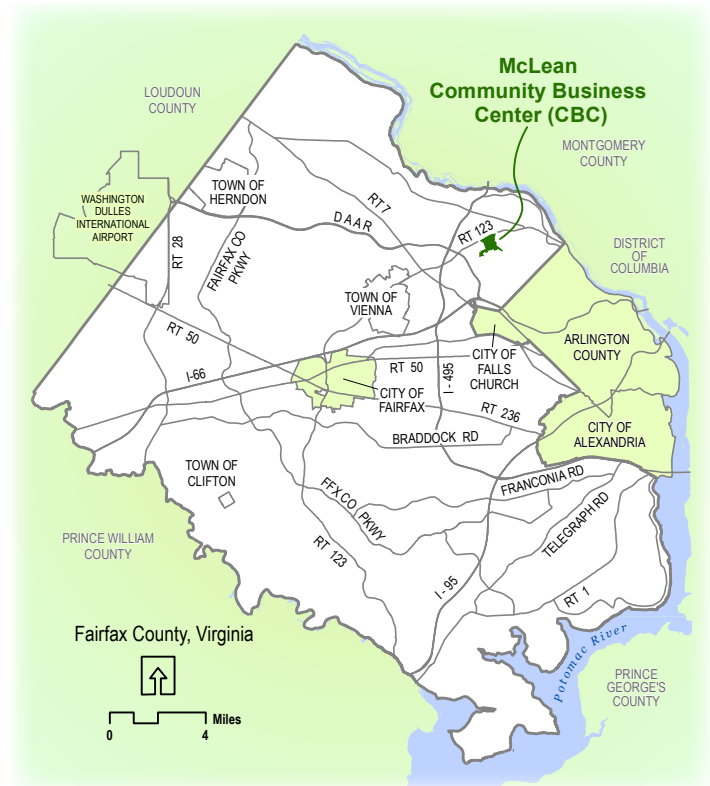 McLean
Community Business
Center (CBC)
LOUDOUN
COUNTY
MONTGOMERY
COUNTY
WASHINGTON
DULLES
INTERNATIONAL
AIRPORT
TOWN OF
HERNDON
RT 7
DAAR
RT 123
RT 28
FAIRFAX CO
PKWY
DISTRICT
OF
COLUMBIA
TOWN OF
VIENNA
RT 50
ARLINGTON
COUNTY
CITY OF
FALLS
CHURCH
I-66
RT 50
I - 495
CITY OF
FAIRFAX
RT 236
BRADDOCK RD
CITY OF
ALEXANDRIA
TOWN OF
CLIFTON
FFX CO PKWY
FRANCONIA RD
TELEGRAPH RD
PRINCE WILLIAM
COUNTY
RT 123
I - 95
RT 1
Potomac River
PRINCE
GEORGE'S
COUNTY
Fairfax County, Virginia
Miles
0 4